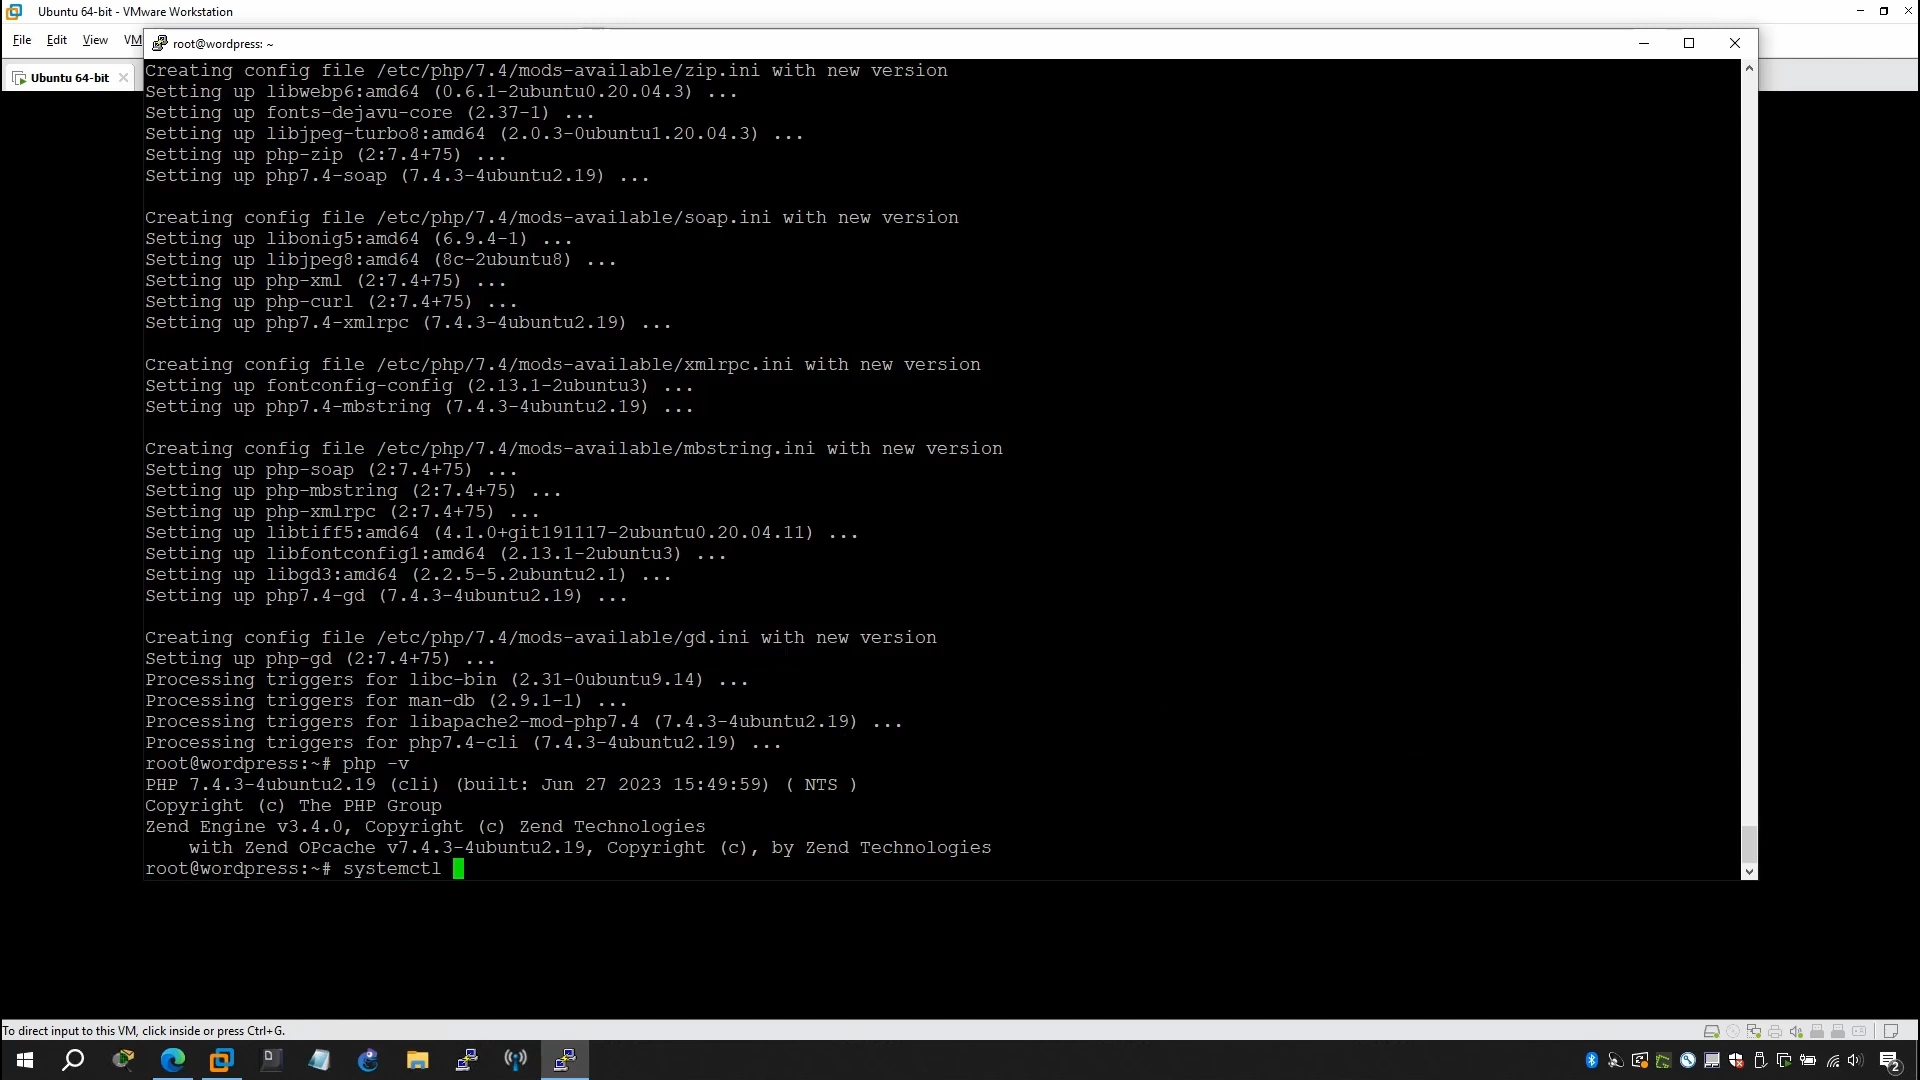 Ubuntu 64-bit - VMware Workstation
File Edit View VM
root@wordpress: ~
Ubuntu 64-bit
Creating config file /etc/php/7.4/mods-available/zip.ini with new version
Setting up libwebp6:amd64 (0.6.1-2ubuntu0.20.04.3) ...
Setting up fonts-dejavu-core (2.37-1) ...
Setting up libjpeg-turbo8:amd64 (2.0.3-0ubuntu1.20.04.3) ...
Setting up php-zip (2:7.4+75) ...
Setting up php7.4-soap (7.4.3-4ubuntu2.19) ...
Creating config file /etc/php/7.4/mods-available/soap.ini with new version
Setting up libonig5:amd64 (6.9.4-1) ...
Setting up libjpeg8:amd64 (8c-2ubuntu8) ...
Setting up php-xml (2:7.4+75) ...
Setting up php-curl (2:7.4+75) ...
Setting up php7.4-xmlrpc (7.4.3-4ubuntu2.19) ...
Creating config file /etc/php/7.4/mods-available/xmlrpc.ini with new version
Setting up fontconfig-config (2.13.1-2ubuntu3) ...
Setting up php7.4-mbstring (7.4.3-4ubuntu2.19) ...
Creating config file /etc/php/7.4/mods-available/mbstring.ini with new version
Setting up php-soap (2:7.4+75) ...
Setting up php-mbstring (2:7.4+75) ...
Setting up php-xmlrpc (2:7.4+75) ...
Setting up libtiff5:amd64 (4.1.0+git191117-2ubuntu0.20.04.11) ...
Setting up libfontconfig1:amd64 (2.13.1-2ubuntu3) ...
Setting up libgd3:amd64 (2.2.5-5.2ubuntu2.1) ...
Setting up php7.4-gd (7.4.3-4ubuntu2.19) ...
Creating config file /etc/php/7.4/mods-available/gd.ini with new version
Setting up php-gd (2:7.4+75) ...
Processing triggers for libc-bin (2.31-0ubuntu9.14) ...
Processing triggers for man-db (2.9.1-1) ...
Processing triggers for libapache2-mod-php7.4 (7.4.3-4ubuntu2.19) ...
Processing triggers for php7.4-cli (7.4.3-4ubuntu2.19) ...
root@wordpress:~# php -v
PHP 7.4.3-4ubuntu2.19 (cli) (built: Jun 27 2023 15:49:59) ( NTS )
Copyright (c) The PHP Group
Zend Engine v3.4.0, Copyright (c) Zend Technologies
    with Zend OPcache v7.4.3-4ubuntu2.19, Copyright (c), by Zend Technologies
root@wordpress:~# systemctl
To direct input to this VM, click inside or press Ctrl+G.
2